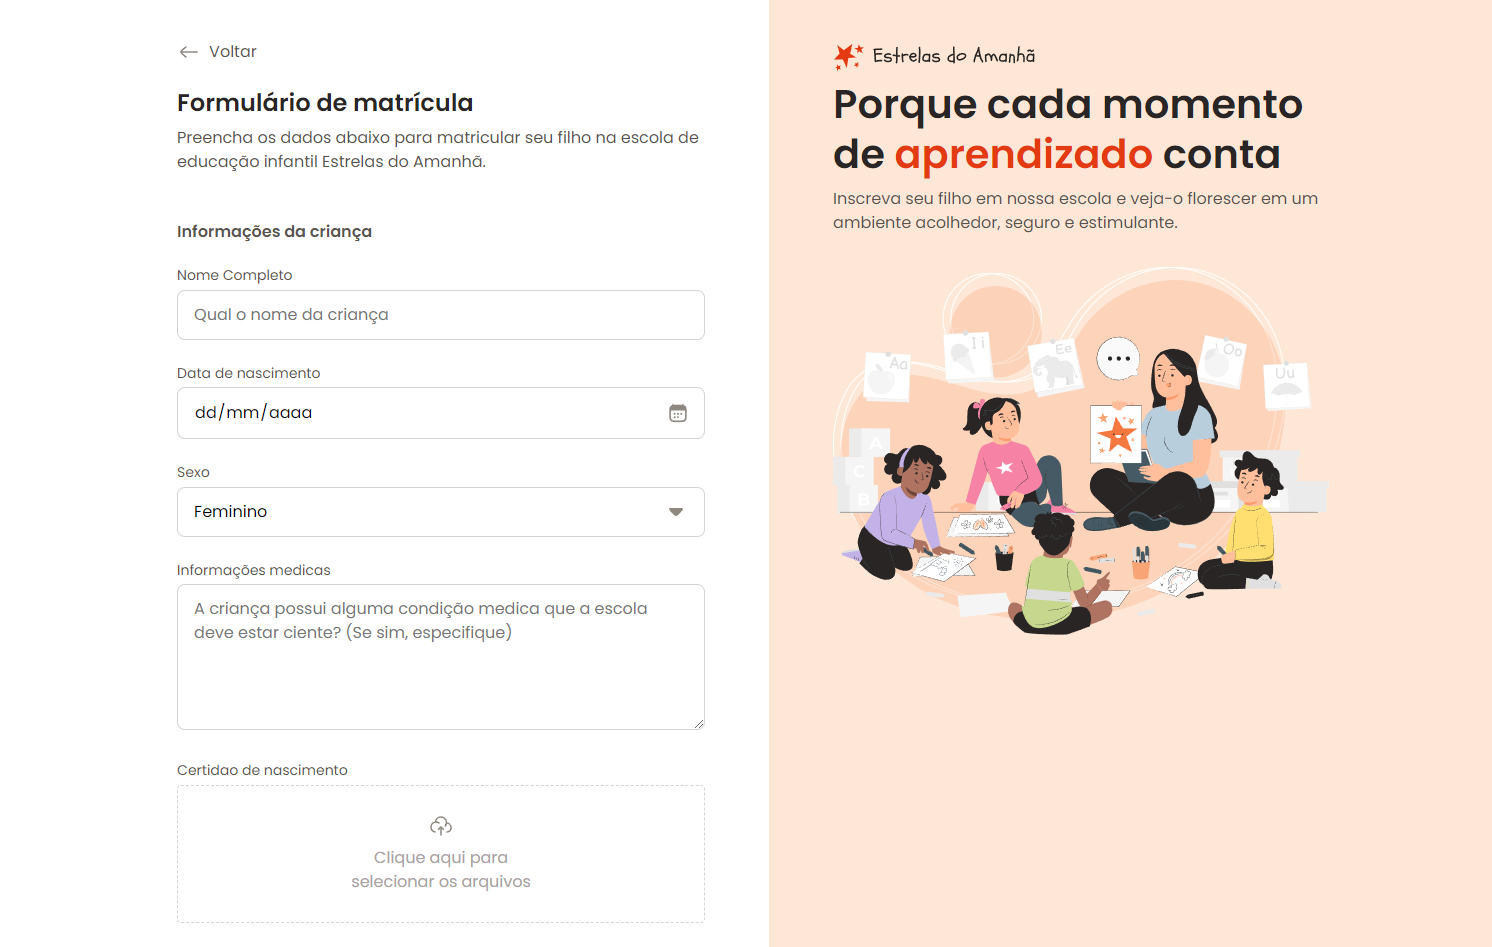 Voltar
Formulário de matrícula
Preencha os dados abaixo para matricular seu filho na escola de
educação infantil Estrelas do Amanhã.
Informações da criança
Nome Completo
Qual o nome da criança
Data de nascimento
dd/mm/aaaa
Sexo
Feminino
Informações medicas
A criança possui alguma condição medica que a escola
deve estar ciente? (Se sim, especifique)
Certidao de nascimento
Clique aqui para
selecionar os arquivos
Estrelas do Amanhã
Porque cada momento
de aprendizado conta
Inscreva seu filho em nossa escola e veja-o florescer em um
ambiente acolhedor, seguro e estimulante.
Aa
Ii
Ee
Oo
Uu
A
C
B